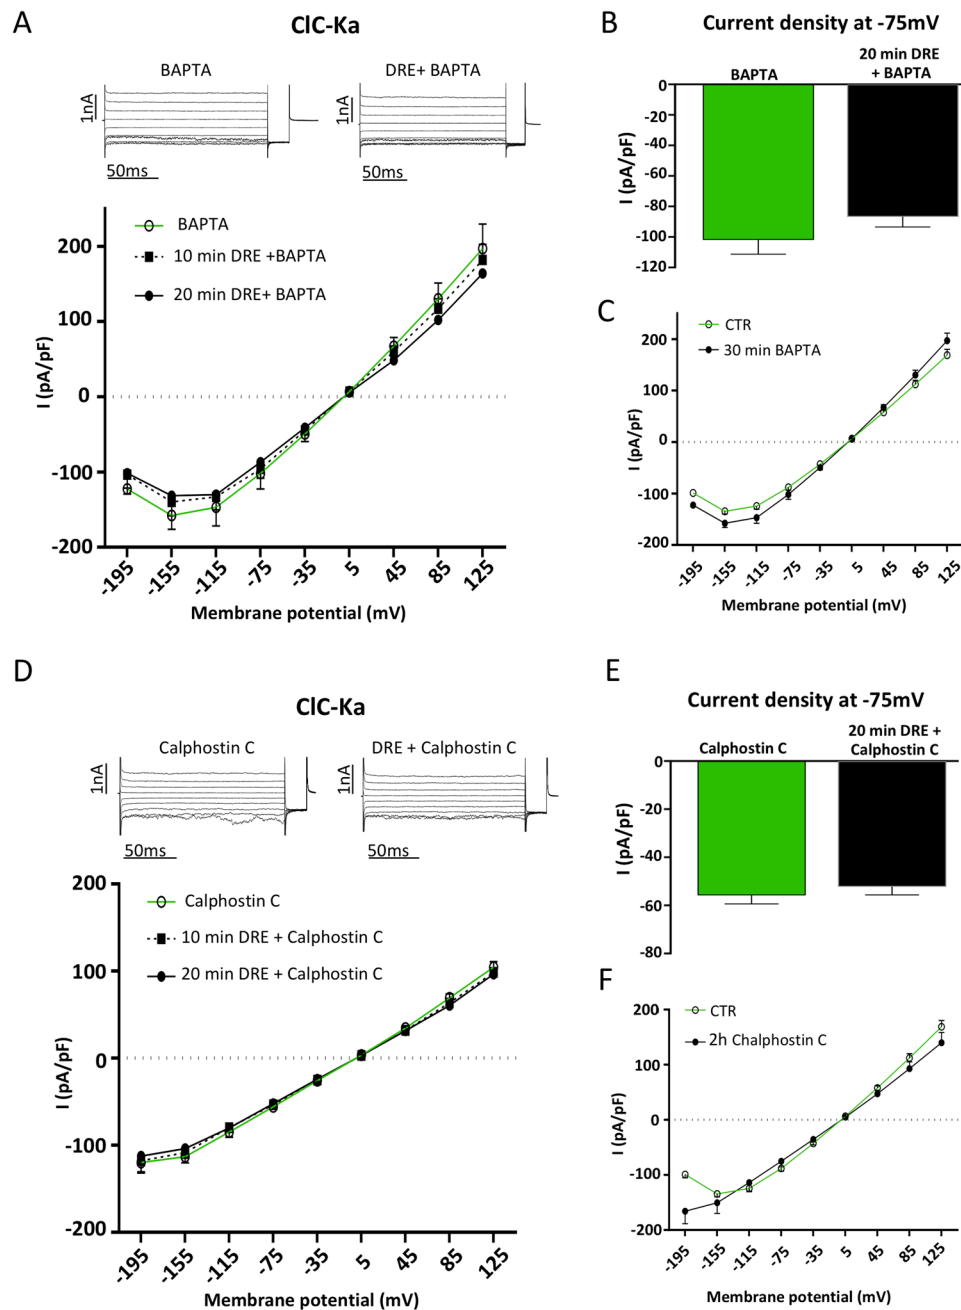 A
ClC-Ka
BAPTA
DRE+ BAPTA
1nA
1nA
50ms
50ms
BAPTA
10 min DRE +BAPTA
20 min DRE+ BAPTA
200
100
0
-100
-200
I (pA/pF)
-195
-155
-115
-75
-35
5
45
85
125
Membrane potential (mV)
B
Current density at -75mV
BAPTA
20 min DRE
+ BAPTA
0
-20
-40
-60
-80
-100
-120
I (pA/pF)
C
CTR
30 min BAPTA
200
100
0
-100
-200
I (pA/pF)
-195
-155
-115
-75
-35
5
45
85
125
Membrane potential (mV)
D
ClC-Ka
Calphostin C
DRE + Calphostin C
1nA
1nA
50ms
50ms
Calphostin C
10 min DRE + Calphostin C
20 min DRE + Calphostin C
200
100
0
-100
-200
I (pA/pF)
-195
-155
-115
-75
-35
5
45
85
125
Membrane potential (mV)
E
Current density at -75mV
Calphostin C
20 min DRE +
Calphostin C
0
-20
-40
-60
-80
I (pA/pF)
F
CTR
2h Chalphostin C
200
100
0
-100
-200
I (pA/pF)
-195
-155
-115
-75
-35
5
45
85
125
Membrane potential (mV)